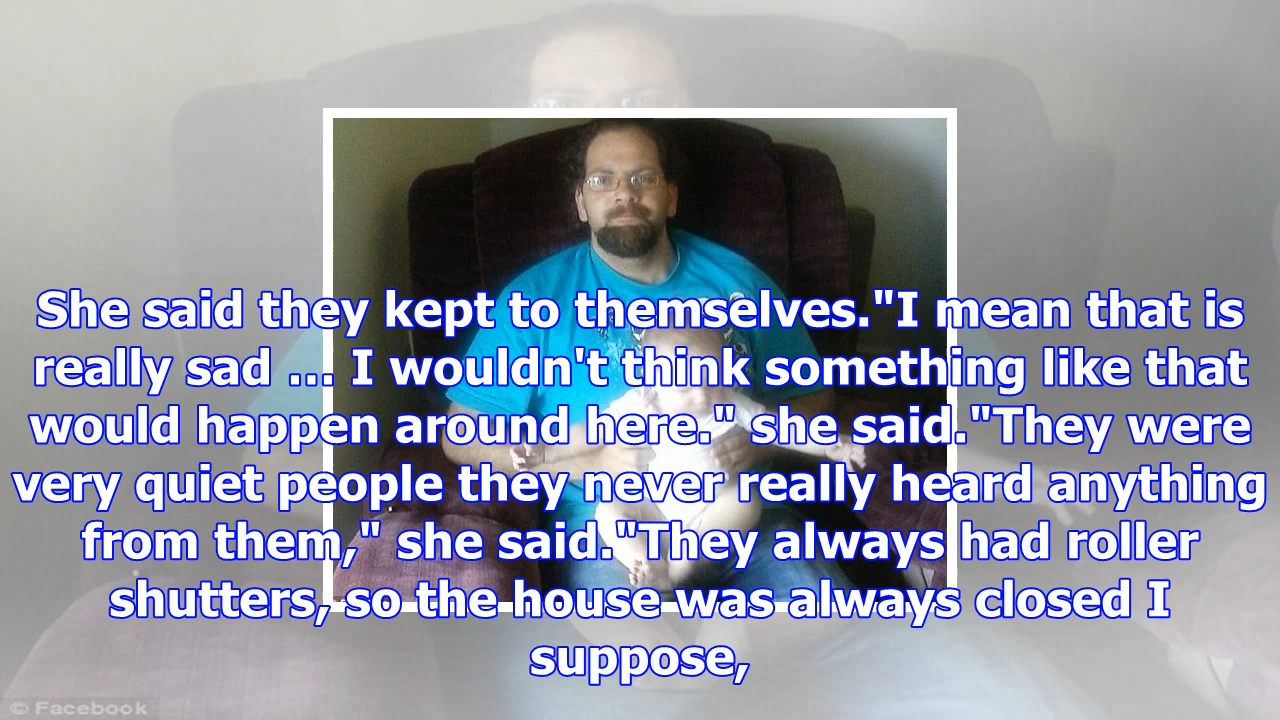 She said they kept to themselves."I mean that is
really sad ... I wouldn't think something like that
would happen around here." she said."They were
very quiet people they never really heard anything
from them," she said."They always had roller
shutters, so the house was always closed I
suppose,
© Facebook